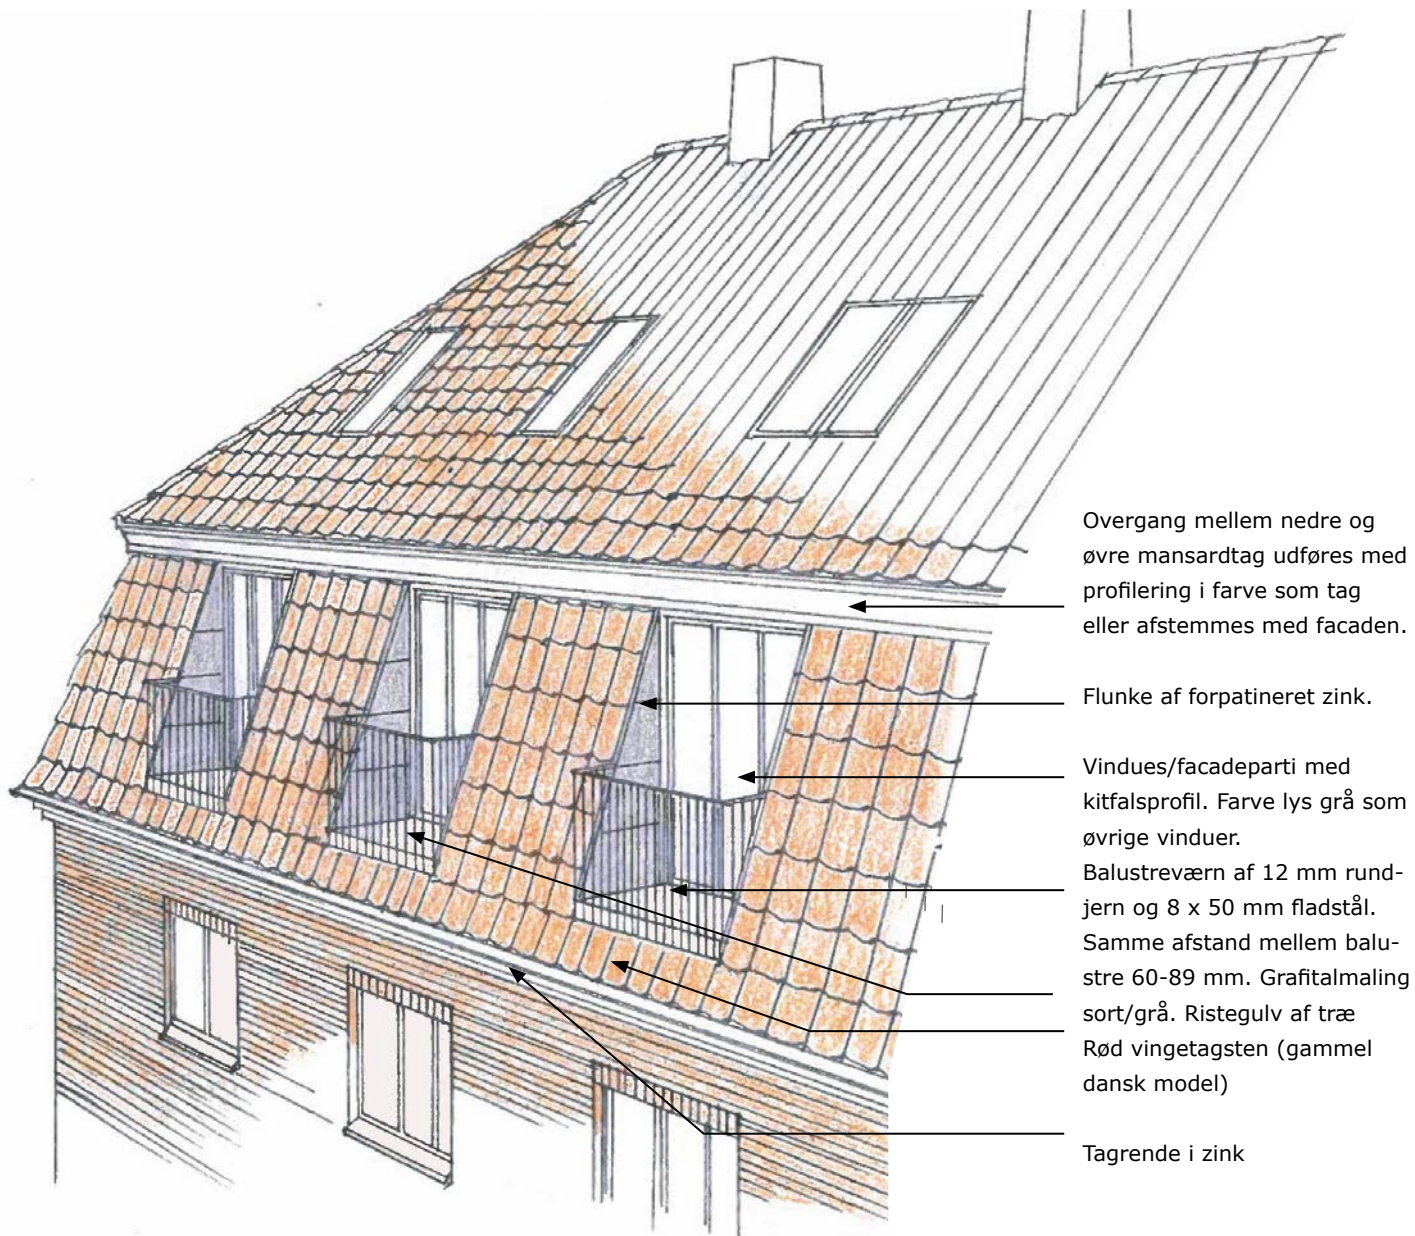 Overgang mellem nedre og
øvre mansardtag udføres med
profilering i farve som tag
eller afstemmes med facaden.
Flunke af forpatineret zink.
Vindues/facadeparti med
kitfalsprofil. Farve lys grå som
øvrige vinduer.
Balustreværn af 12 mm rund-
jern og 8 x 50 mm fladstål.
Samme afstand mellem balu-
stre 60-89 mm. Grafitalmaling
sort/grå. Ristegulv af træ
Rød vingetagsten (gammel
dansk model)
Tagrende i zink